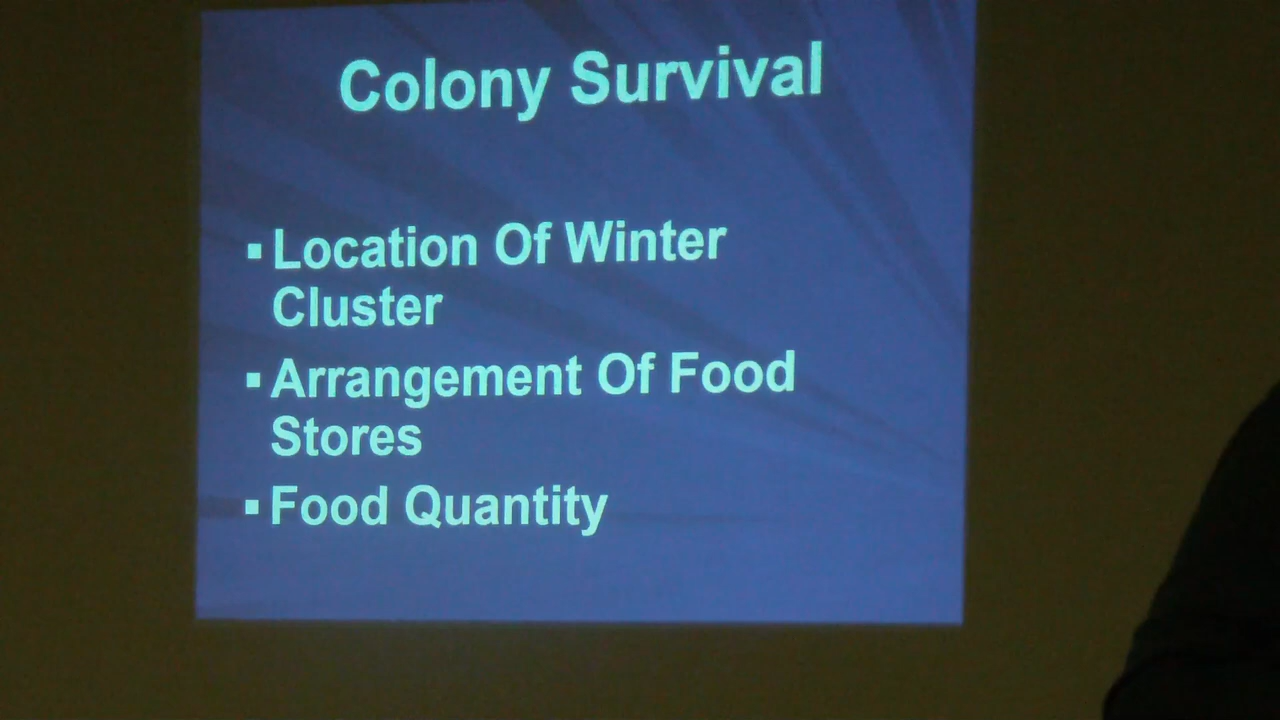 Colony Survival
▪ Location Of Winter
Cluster
▪ Arrangement Of Food
Stores
▪ Food Quantity